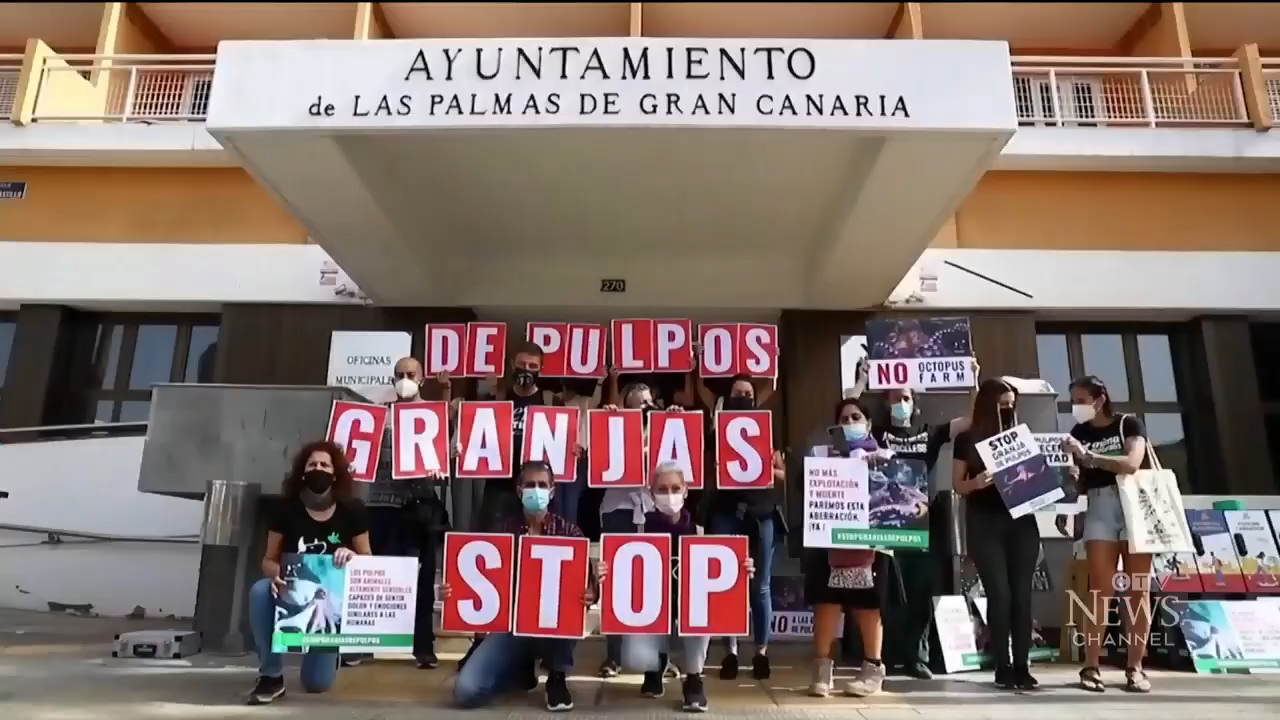 AYUNTAMIENTO
de LAS PALMAS DE GRAN CANARIA
270
OFICINAS
MUNICIPALES
DE PULPOS
GRANJAS
STOP
NO OCTOPUS
FARM
STOP
GRANJA
DE PULPOS
NO MÁS
EXPLOTACIÓN
Y MUERTE
PAREMOS ESTA
ABERRACIÓN.
¡YA!
#STOPGRANJASDEPULPOS
LOS PULPOS
SON ANIMALES
ALTAMENTE SENSIBLES
CAPACES DE SENTIR
DOLOR Y EMOCIONES
SIMILARES A LAS
HUMANAS
#STOPGRANJASDEPULPOS
CTV
NEWS
CHANNEL